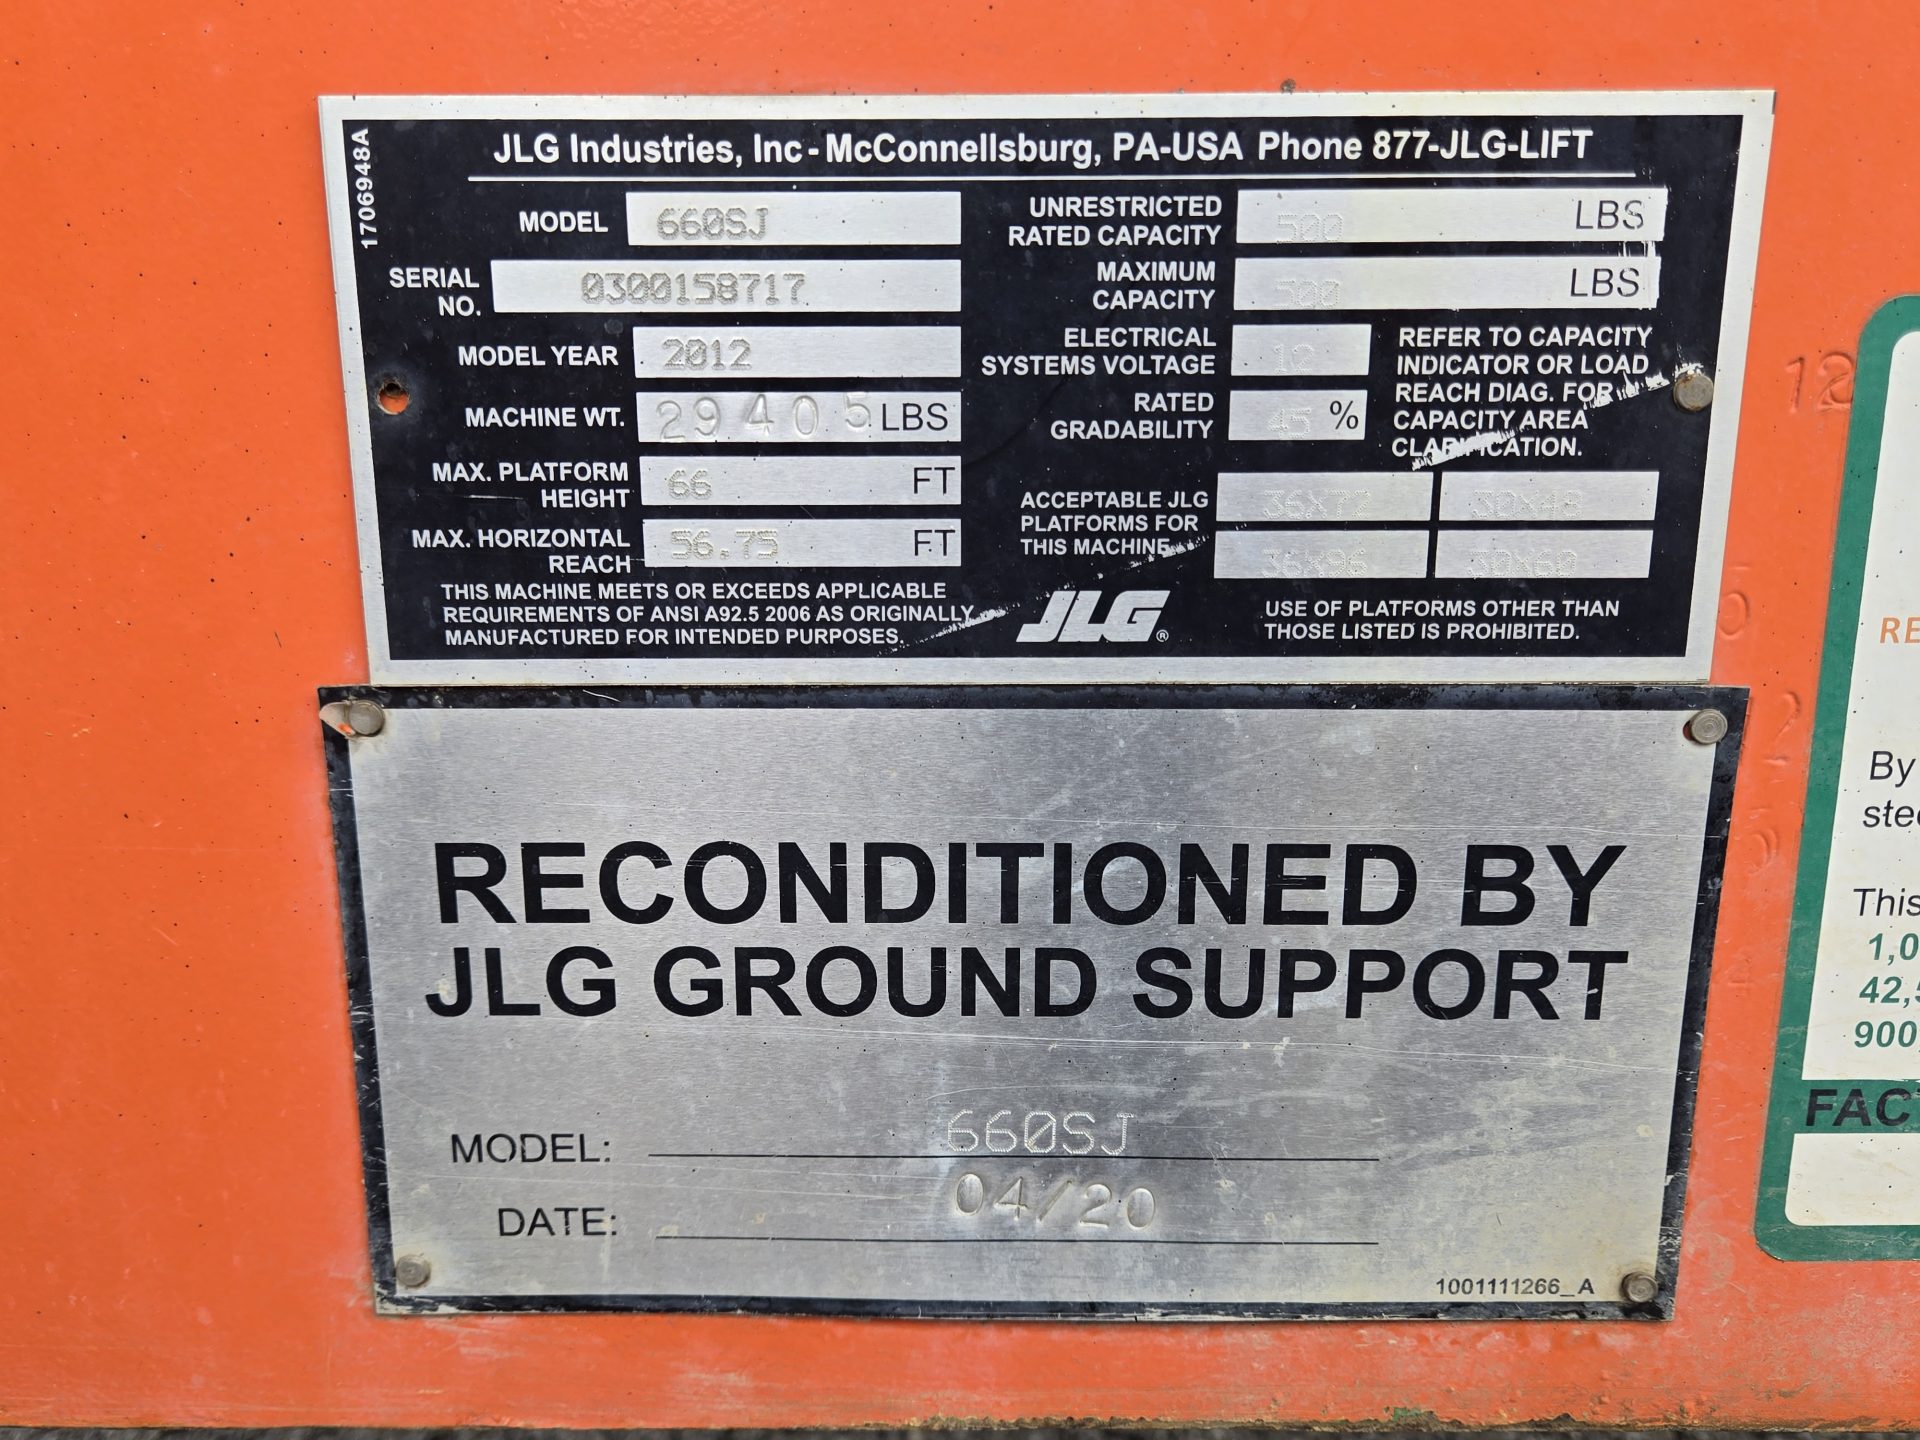 1706948A
JLG Industries, Inc - McConnellsburg, PA-USA Phone 877-JLG-LIFT
MODEL 660SJ
SERIAL NO. 0300158717
MODEL YEAR 2012
MACHINE WT. 29405 LBS
MAX. PLATFORM HEIGHT 66 FT
MAX. HORIZONTAL REACH 56.75 FT
THIS MACHINE MEETS OR EXCEEDS APPLICABLE
REQUIREMENTS OF ANSI A92.5 2006 AS ORIGINALLY
MANUFACTURED FOR INTENDED PURPOSES.
UNRESTRICTED RATED CAPACITY 500 LBS
MAXIMUM CAPACITY 500 LBS
ELECTRICAL SYSTEMS VOLTAGE
RATED GRADABILITY 45 %
REFER TO CAPACITY
INDICATOR OR LOAD
REACH DIAG. FOR
CAPACITY AREA
CLARIFICATION.
ACCEPTABLE JLG
PLATFORMS FOR
THIS MACHINE
36X72 30X48
36X96 30X60
JLG ®
USE OF PLATFORMS OTHER THAN
THOSE LISTED IS PROHIBITED.
RECONDITIONED BY
JLG GROUND SUPPORT
MODEL: 660SJ
DATE: 04/20
1001111266_A
12
RE
By
This
1,0
900,
FAC